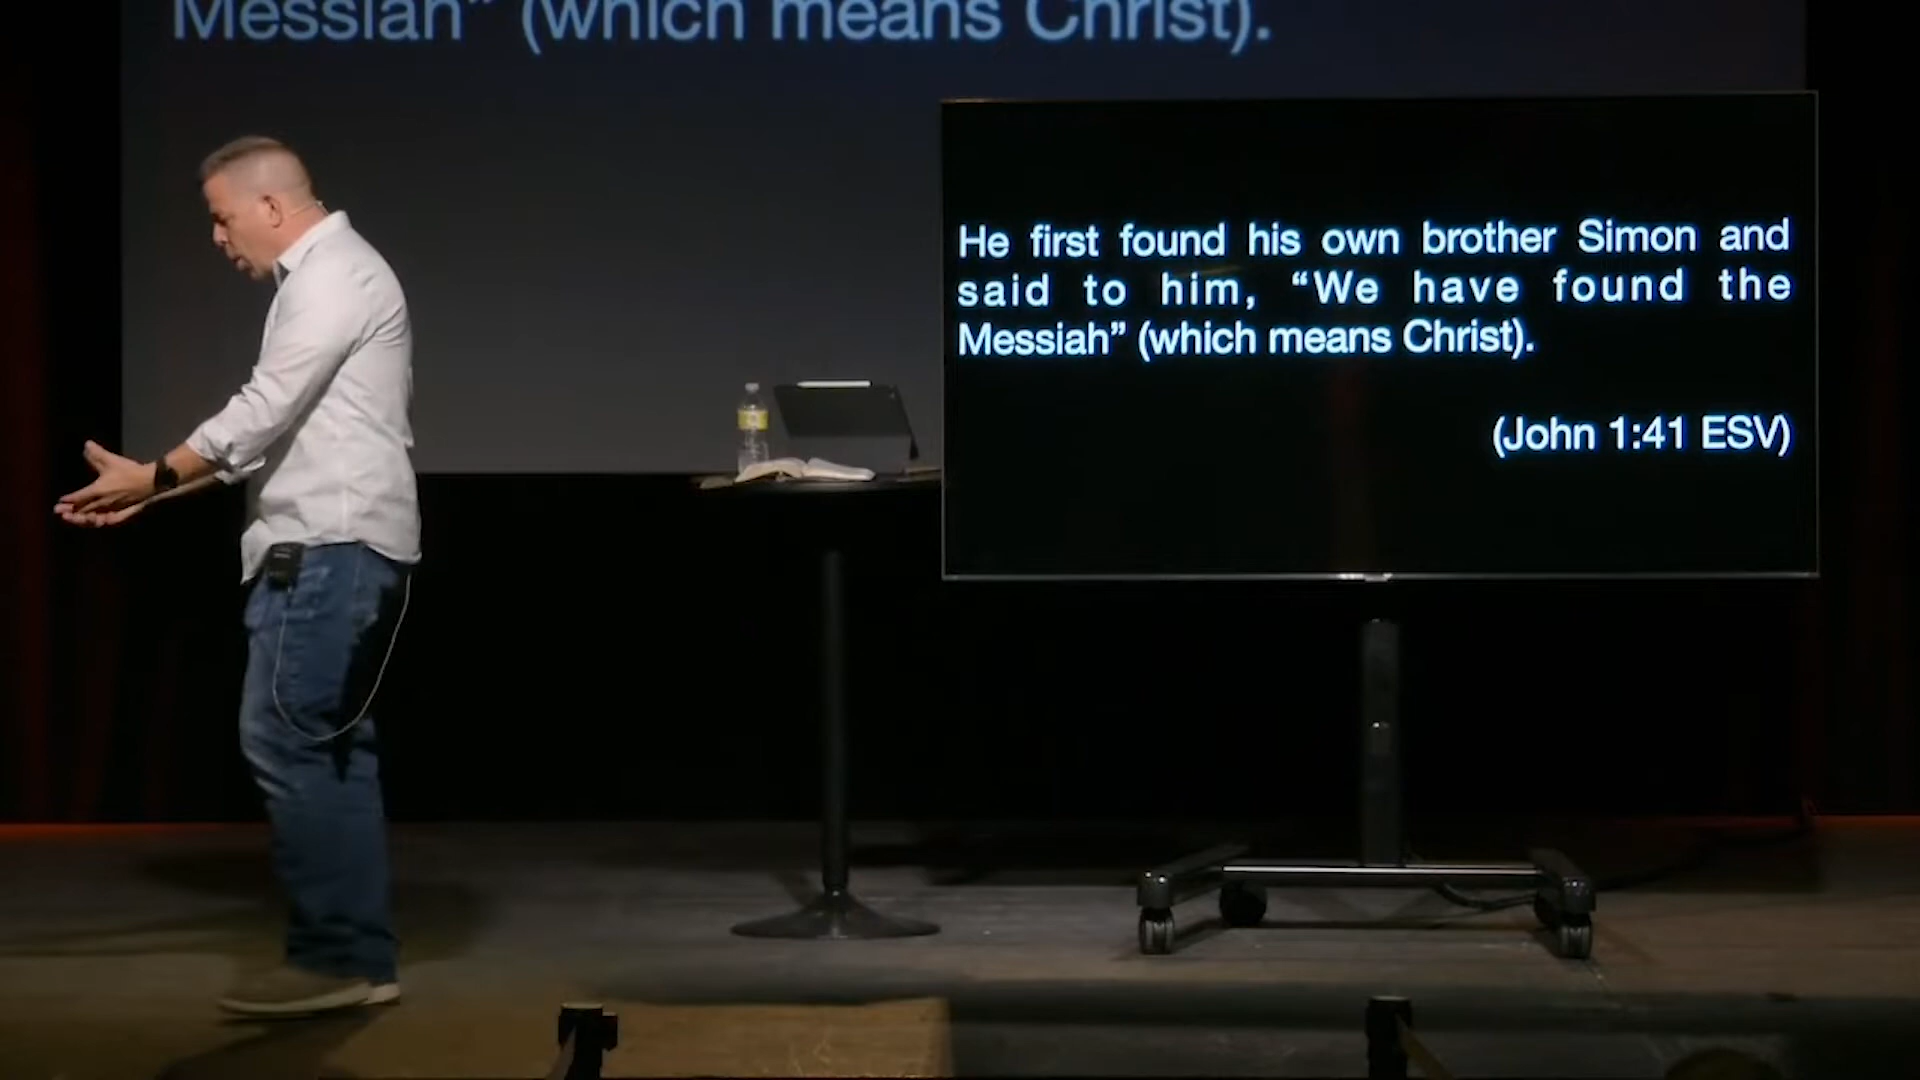 Messiah” (which means Christ).
He first found his own brother Simon and
said to him, “We have found the
Messiah” (which means Christ).
(John 1:41 ESV)